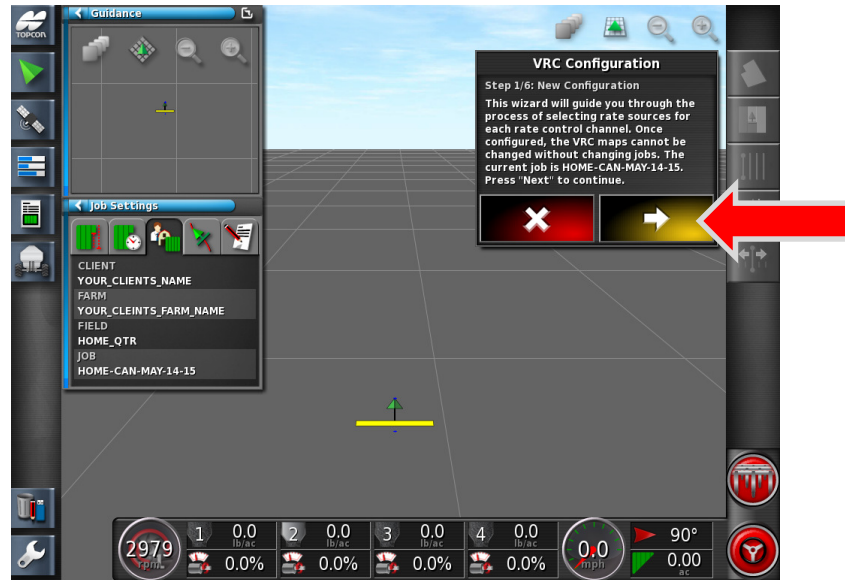 TOPCON
Guidance
VRC Configuration
Step 1/6: New Configuration
This wizard will guide you through the
process of selecting rate sources for
each rate control channel. Once
configured, the VRC maps cannot be
changed without changing jobs. The
current job is HOME-CAN-MAY-14-15.
Press "Next" to continue.
Job Settings
CLIENT
YOUR_CLIENTS_NAME
FARM
YOUR_CLEINTS_FARM_NAME
FIELD
HOME_QTR
JOB
HOME-CAN-MAY-14-15
2979
rpm
1
0.0
lb/ac
0.0%
2
0.0
lb/ac
0.0%
3
0.0
lb/ac
0.0%
4
0.0
lb/ac
0.0%
0.0
mph
90°
0.00
ac